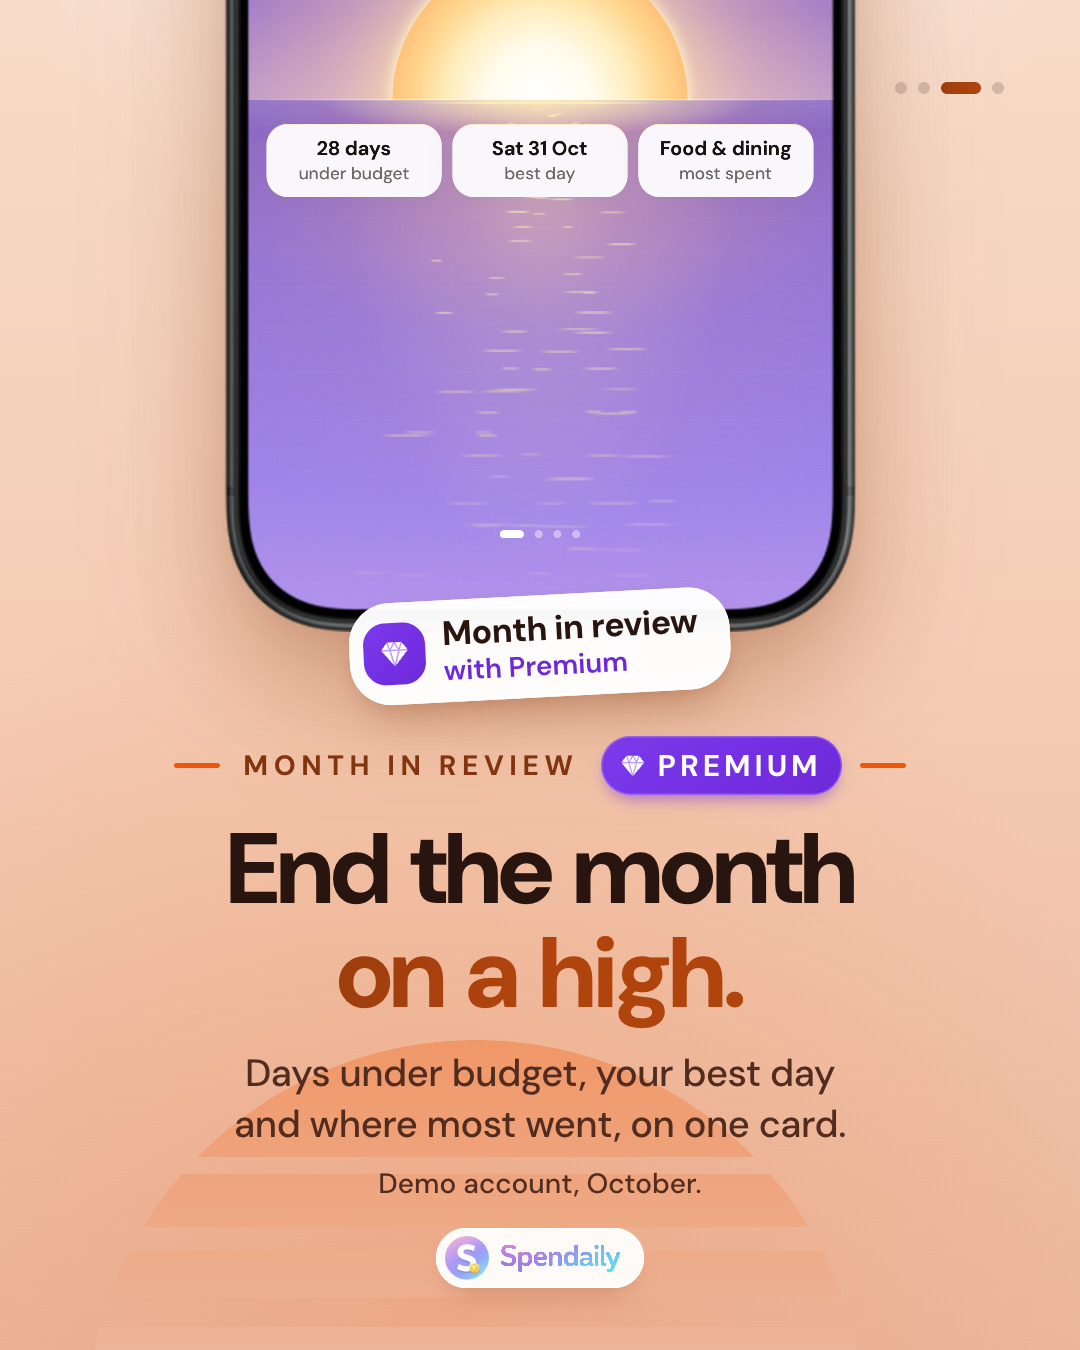 28 days
under budget
Sat 31 Oct
best day
Food & dining
most spent
Month in review
with Premium
MONTH IN REVIEW
PREMIUM
End the month
on a high.
Days under budget, your best day
and where most went, on one card.
Demo account, October.
S Spendaily